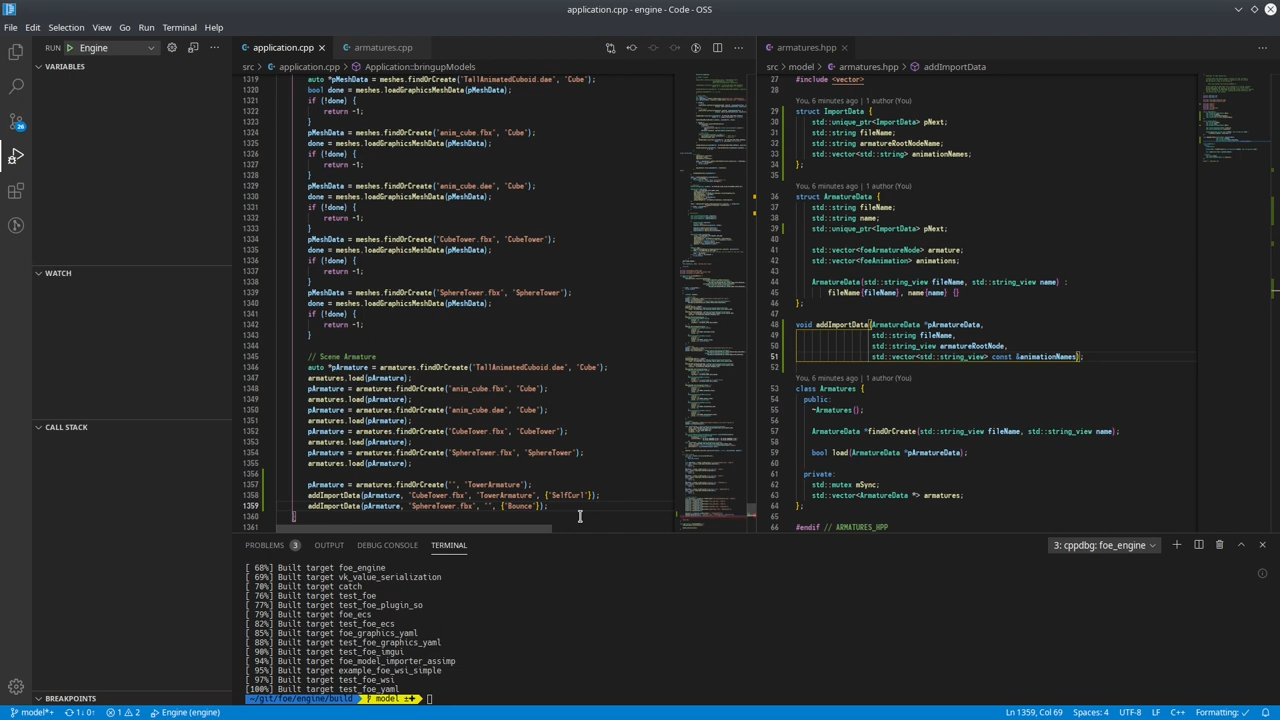 application.cpp - engine - Code - OSS
File Edit Selection View Go Run Terminal Help
RUN Engine
application.cpp armatures.cpp
armatures.hpp
src application.cpp Application::bringupModels
src model armatures.hpp addImportData
VARIABLES
WATCH
CALL STACK
BREAKPOINTS
26
1319 auto *pMeshData = meshes.findOrCreate("TallAnimatedCuboid.dae", "Cube");
1320 bool done = meshes.loadGraphicsMeshData(pMeshData);
1321 if (!done) {
1322 return -1;
1323 }
1324 pMeshData = meshes.findOrCreate("anim_cube.fbx", "Cube");
1325 done = meshes.loadGraphicsMeshData(pMeshData);
1326 if (!done) {
1327 return -1;
1328 }
1329 pMeshData = meshes.findOrCreate("anim_cube.dae", "Cube");
1330 done = meshes.loadGraphicsMeshData(pMeshData);
1331 if (!done) {
1332 return -1;
1333 }
1334 pMeshData = meshes.findOrCreate("CubeTower.fbx", "CubeTower");
1335 done = meshes.loadGraphicsMeshData(pMeshData);
1336 if (!done) {
1337 return -1;
1338 }
1339 pMeshData = meshes.findOrCreate("SphereTower.fbx", "SphereTower");
1340 done = meshes.loadGraphicsMeshData(pMeshData);
1341 if (!done) {
1342 return -1;
1343 }
1344
1345 // Scene Armature
1346 auto *pArmature = armatures.findOrCreate("TallAnimatedCuboid.dae", "Cube");
1347 armatures.load(pArmature);
1348 pArmature = armatures.findOrCreate("anim_cube.fbx", "Cube");
1349 armatures.load(pArmature);
1350 pArmature = armatures.findOrCreate("anim_cube.dae", "Cube");
1351 armatures.load(pArmature);
1352 pArmature = armatures.findOrCreate("CubeTower.fbx", "CubeTower");
1353 armatures.load(pArmature);
1354 pArmature = armatures.findOrCreate("SphereTower.fbx", "SphereTower");
1355 armatures.load(pArmature);
1356
1357 pArmature = armatures.findOrCreate("", "TowerArmature");
1358 addImportData(pArmature, "CubeTower.fbx", "TowerArmature", {"SelfCurl"});
1359 addImportData(pArmature, "SphereTower.fbx", "", {"Bounce"});
1360 }
1361
27 #include <vector>
28
You, 6 minutes ago | 1 author (You)
29 struct ImportData {
30 std::unique_ptr<ImportData> pNext;
31 std::string fileName;
32 std::string armatureRootNodeName;
33 std::vector<std::string> animationNames;
34 };
35
You, 6 minutes ago | 1 author (You)
36 struct ArmatureData {
37 std::string fileName;
38 std::string name;
39 std::unique_ptr<ImportData> pNext;
40
41 std::vector<foeArmatureNode> armature;
42 std::vector<foeAnimation> animations;
43
44 ArmatureData(std::string_view fileName, std::string_view name) :
45 fileName{fileName}, name{name} {}
46 };
47
48 void addImportData(ArmatureData *pArmatureData,
49 std::string fileName,
50 std::string_view armatureRootNode,
51 std::vector<std::string_view> const &animationNames);
52
You, 6 minutes ago | 1 author (You)
53 class Armatures {
54 public:
55 ~Armatures();
56
57 ArmatureData *findOrCreate(std::string_view fileName, std::string_view name);
58
59 bool load(ArmatureData *pArmatureData);
60
61 private:
62 std::mutex mSync;
63 std::vector<ArmatureData *> armatures;
64 };
65
66 #endif // ARMATURES_HPP
PROBLEMS 3 OUTPUT DEBUG CONSOLE TERMINAL
3: cppdbg: foe_engine
[ 68%] Built target foe_engine
[ 69%] Built target vk_value_serialization
[ 70%] Built target catch
[ 76%] Built target test_foe
[ 77%] Built target test_foe_plugin_so
[ 79%] Built target foe_ecs
[ 82%] Built target test_foe_ecs
[ 85%] Built target foe_graphics_yaml
[ 88%] Built target test_foe_graphics_yaml
[ 91%] Built target test_foe_imgui
[ 94%] Built target foe_model_importer_assimp
[ 95%] Built target example_foe_wsi_simple
[ 97%] Built target test_foe_wsi
[100%] Built target test_foe_yaml
~/git/foe/engine/build model ±✚
model*+ 1↓ 0↑ 1 2 Engine (engine)
Ln 1359, Col 69 Spaces: 4 UTF-8 LF C++ Formatting: ✓